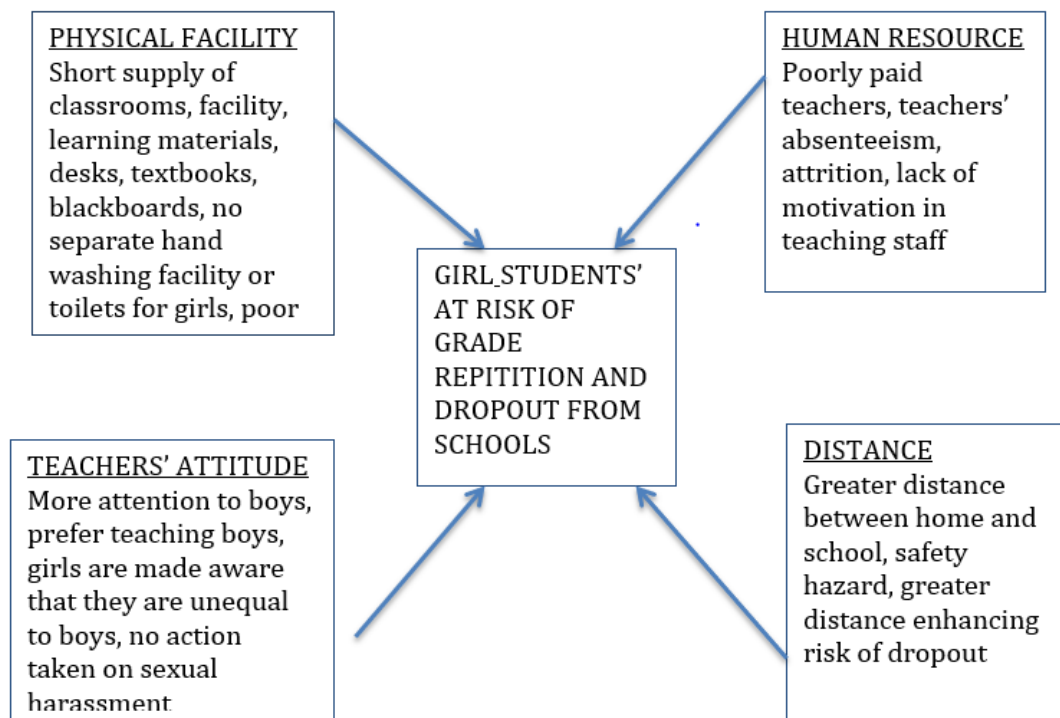 PHYSICAL FACILITY
Short supply of
classrooms, facility,
learning materials,
desks, textbooks,
blackboards, no
separate hand
washing facility or
toilets for girls, poor
HUMAN RESOURCE
Poorly paid
teachers, teachers’
absenteeism,
attrition, lack of
motivation in
teaching staff
GIRL STUDENTS’
AT RISK OF
GRADE
REPITITION AND
DROPOUT FROM
SCHOOLS
TEACHERS’ ATTITUDE
More attention to boys,
prefer teaching boys,
girls are made aware
that they are unequal
to boys, no action
taken on sexual
harassment
DISTANCE
Greater distance
between home and
school, safety
hazard, greater
distance enhancing
risk of dropout